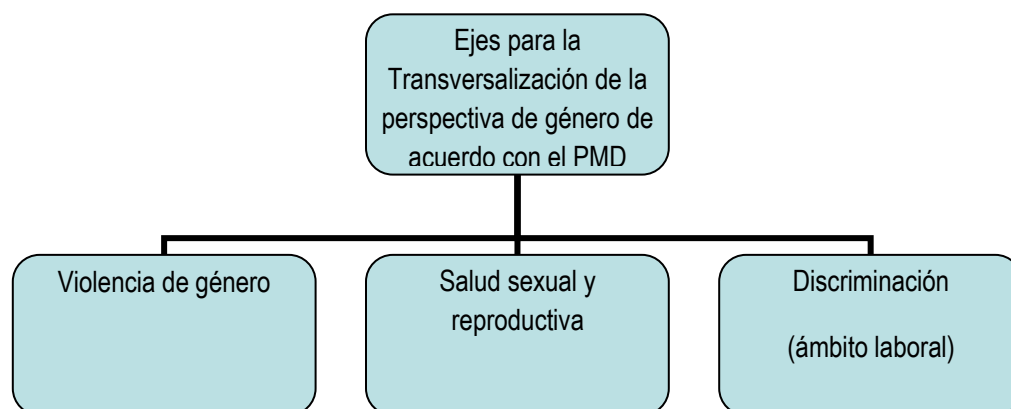 Ejes para la
Transversalización de la
perspectiva de género de
acuerdo con el PMD
Violencia de género
Salud sexual y
reproductiva
Discriminación
(ámbito laboral)